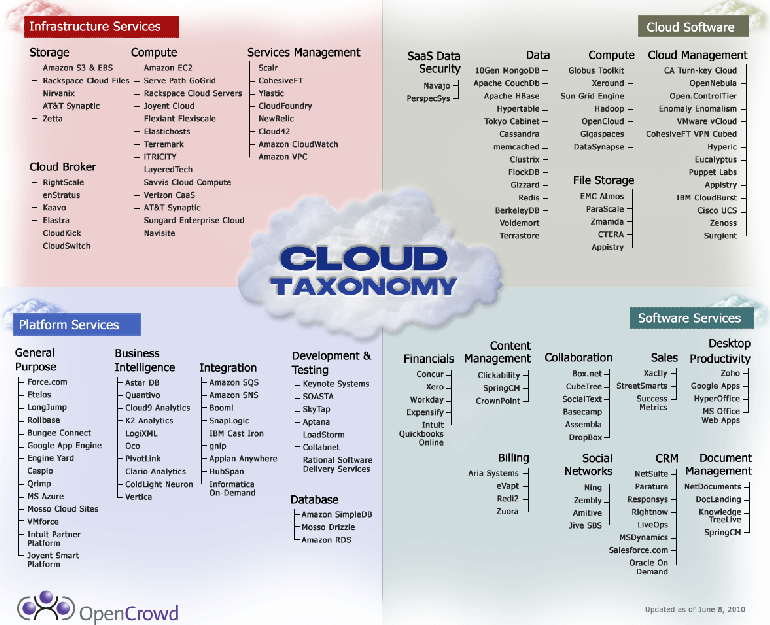 Infrastructure Services
Storage
Amazon S3 & EBS
Rackspace Cloud Files
Nirvanix
AT&T Synaptic
Zetta
Cloud Broker
RightScale
enStratus
Kaavo
Elastra
CloudKick
CloudSwitch
Compute
Amazon EC2
Serve Path GoGrid
Rackspace Cloud Servers
Joyent Cloud
Flexiant Flexiscale
Elastichosts
Terremark
ITRICITY
LayeredTech
Savvis Cloud Compute
Verizon CaaS
AT&T Synaptic
Sungard Enterprise Cloud
Navisite
Services Management
Scalr
CohesiveFT
Ylastic
CloudFoundry
NewRelic
Cloud42
Amazon CloudWatch
Amazon VPC
Cloud Software
SaaS Data
Security
Navajo
PerspecSys
Data
10Gen MongoDB
Apache CouchDb
Apache HBase
Hypertable
Tokyo Cabinet
Cassandra
memcached
Clustrix
FlockDB
Gizzard
Redis
BerkeleyDB
Voldemort
Terrastore
Compute
Globus Toolkit
Xeround
Sun Grid Engine
Hadoop
OpenCloud
Gigaspaces
DataSynapse
File Storage
EMC Atmos
ParaScale
Zmamda
CTERA
Appistry
Cloud Management
CA Turn-key Cloud
OpenNebula
Open.ControlTier
Enomaly Enomalism
VMware vCloud
CohesiveFT VPN Cubed
Hyperic
Eucalyptus
Puppet Labs
Appistry
IBM CloudBurst
Cisco UCS
Zenoss
Surgient
CLOUD
TAXONOMY
Platform Services
General
Purpose
Force.com
Etelos
LongJump
Rollbase
Bungee Connect
Google App Engine
Engine Yard
Caspio
Qrimp
MS Azure
Mosso Cloud Sites
VMforce
Intuit Partner
Platform
Joyent Smart
Platform
Business
Intelligence
Aster DB
Quantivo
Cloud9 Analytics
K2 Analytics
LogiXML
Oco
PivotLink
Clario Analytics
ColdLight Neuron
Vertica
Integration
Amazon SQS
Amazon SNS
Boomi
SnapLogic
IBM Cast Iron
gnip
Appian Anywhere
HubSpan
Informatica
On-Demand
Development &
Testing
Keynote Systems
SOASTA
SkyTap
Aptana
LoadStorm
Collabnet
Rational Software
Delivery Services
Database
Amazon SimpleDB
Mosso Drizzle
Amazon RDS
Software Services
Financials
Concur
Xero
Workday
Expensify
Intuit
Quickbooks
Online
Content
Management
Clickability
SpringCM
CrownPoint
Collaboration
Box.net
CubeTree
SocialText
Basecamp
Assembla
DropBox
Sales
Xactly
StreetSmarts
Success
Metrics
Desktop
Productivity
Zoho
Google Apps
HyperOffice
MS Office
Web Apps
Billing
Aria Systems
eVapt
Redi2
Zuora
Social
Networks
Ning
Zembly
Amitive
Jive SBS
CRM
NetSuite
Parature
Responsys
Rightnow
LiveOps
MSDynamics
Salesforce.com
Oracle On
Demand
Document
Management
NetDocuments
DocLanding
Knowledge
TreeLive
SpringCM
OpenCrowd
Updated as of June 8, 2010